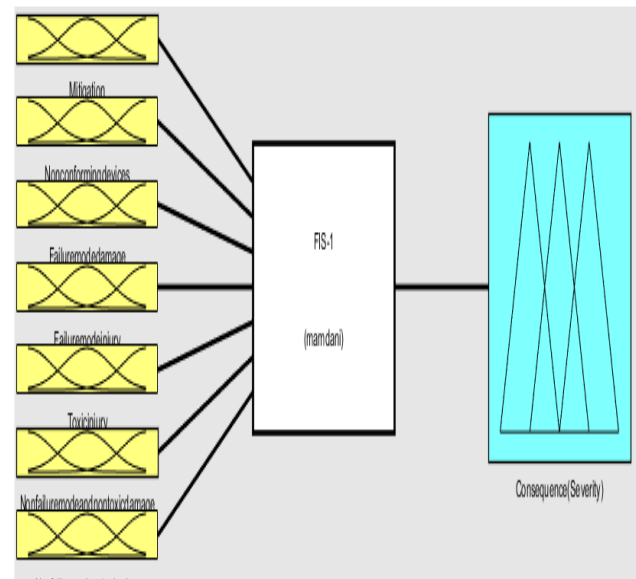 Mitigation
Nonconformingdevices
Failuremodedamage
Failuremodeinjury
Toxicinjury
Nonfailuremodeandnontoxicdamage
FIS-1
(mamdani)
Consequence(Severity)